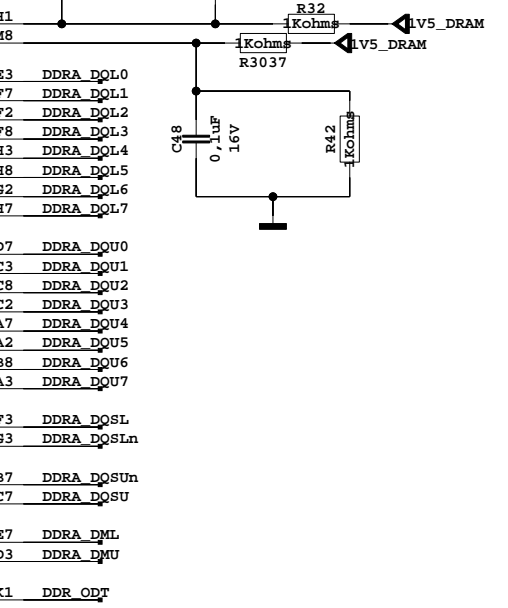 H1
R32
1Kohms
1V5_DRAM
M8
1Kohms
1V5_DRAM
R3037
E3 DDRA_DQL0
F7 DDRA_DQL1
F2 DDRA_DQL2
F8 DDRA_DQL3
H3 DDRA_DQL4
H8 DDRA_DQL5
G2 DDRA_DQL6
H7 DDRA_DQL7
C48
0,1uF
16V
R42
1Kohms
D7 DDRA_DQU0
C3 DDRA_DQU1
C8 DDRA_DQU2
C2 DDRA_DQU3
A7 DDRA_DQU4
A2 DDRA_DQU5
B8 DDRA_DQU6
A3 DDRA_DQU7
F3 DDRA_DQSL
G3 DDRA_DQSLn
B7 DDRA_DQSUn
C7 DDRA_DQSU
E7 DDRA_DML
D3 DDRA_DMU
K1 DDR_ODT